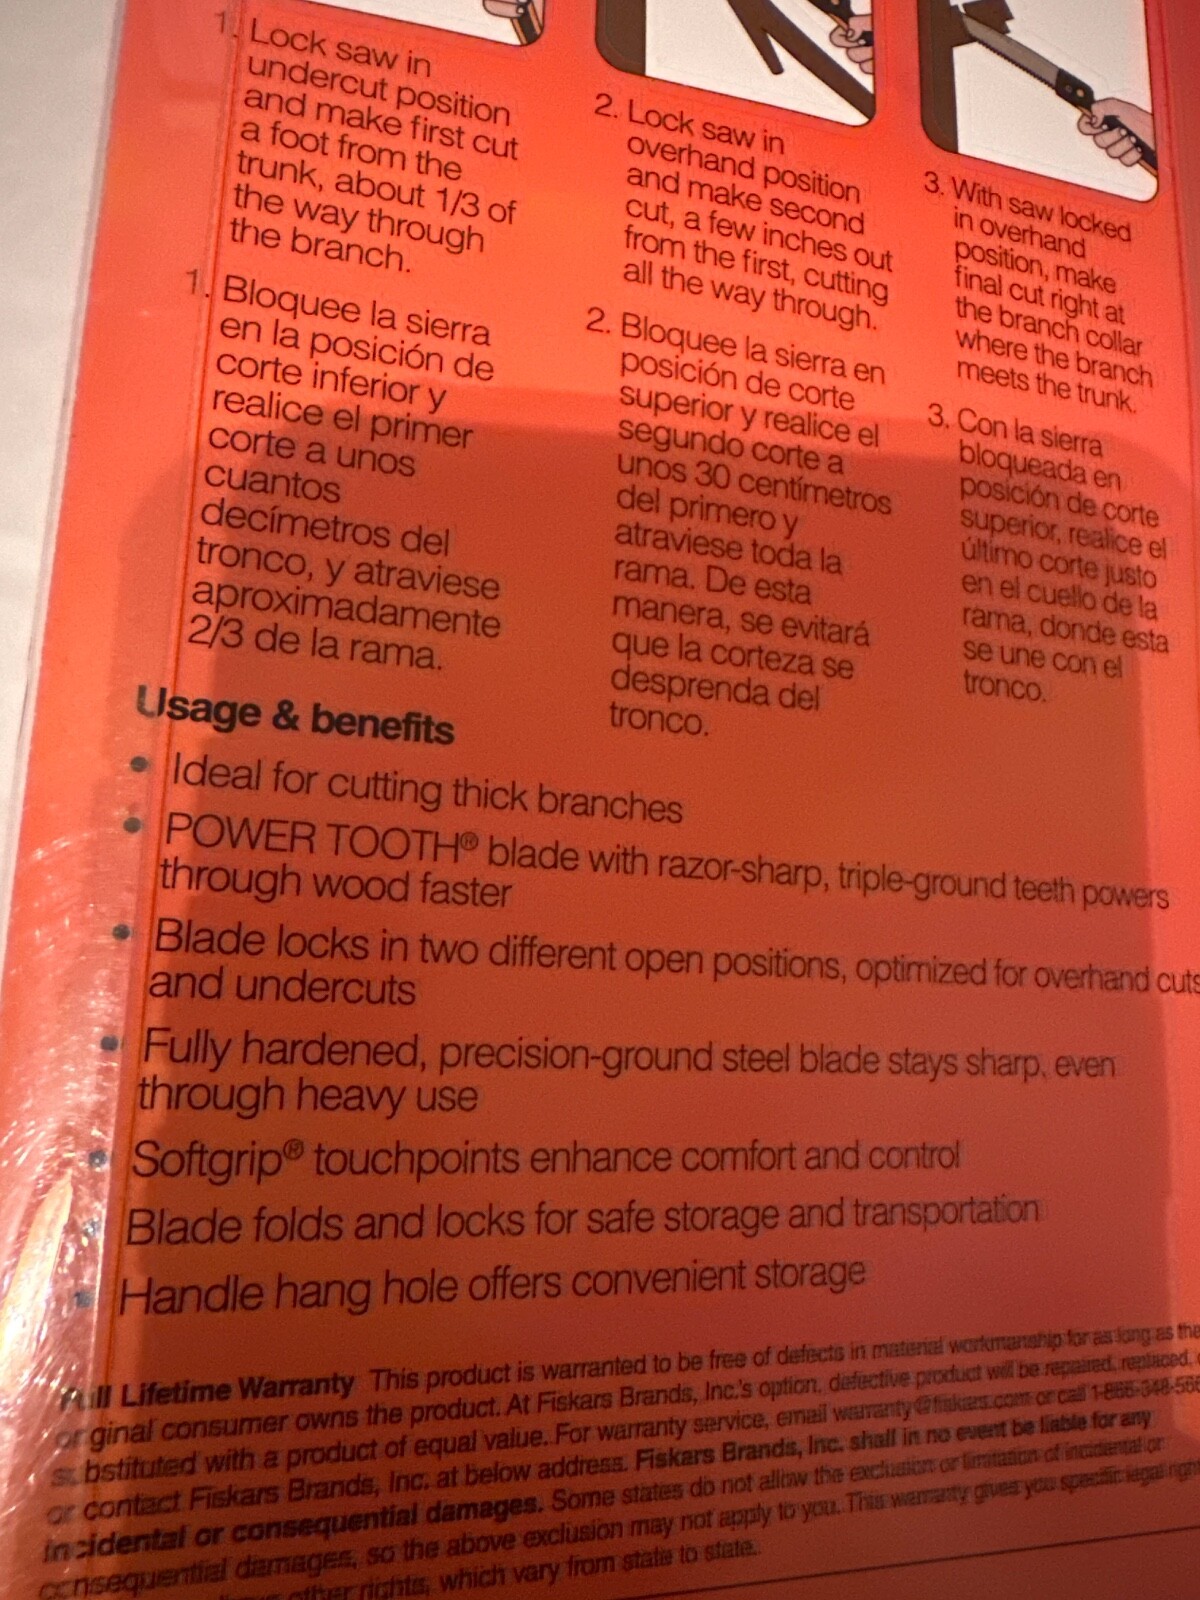 1. Lock saw in
undercut position
and make first cut
a foot from the
trunk, about 1/3 of
the way through
the branch.
1. Bloquee la sierra
en la posición de
corte inferior y
realice el primer
corte a unos
cuantos
decímetros del
tronco, y atraviese
aproximadamente
2/3 de la rama.
2. Lock saw in
overhand position
and make second
cut, a few inches out
from the first, cutting
all the way through.
2. Bloquee la sierra en
posición de corte
superior y realice el
segundo corte a
unos 30 centímetros
del primero y
atraviese toda la
rama. De esta
manera, se evitará
que la corteza se
desprenda del
tronco.
3. With saw locked
in overhand
position, make
final cut right at
the branch collar
where the branch
meets the trunk.
3. Con la sierra
bloqueada en
posición de corte
superior, realice el
último corte justo
en el cuello de la
rama, donde esta
se une con el
tronco.
Usage & benefits
• Ideal for cutting thick branches
• POWER TOOTH® blade with razor-sharp, triple-ground teeth powers
through wood faster
• Blade locks in two different open positions, optimized for overhand cuts
and undercuts
• Fully hardened, precision-ground steel blade stays sharp, even
through heavy use
• Softgrip® touchpoints enhance comfort and control
• Blade folds and locks for safe storage and transportation
• Handle hang hole offers convenient storage
Full Lifetime Warranty This product is warranted to be free of defects in material workmanship for as long as the
original consumer owns the product. At Fiskars Brands, Inc.'s option, defective product will be repaired, replaced,
substituted with a product of equal value. For warranty service, email warranty@fiskars.com or call
or contact Fiskars Brands, Inc. at below address. Fiskars Brands, Inc. shall in no event be liable for any
incidental or consequential damages. Some states do not allow the exclusion or limitation of incidental or
consequential damages, so the above exclusion may not apply to you. This warranty gives you specific legal
other rights, which vary from state to state.